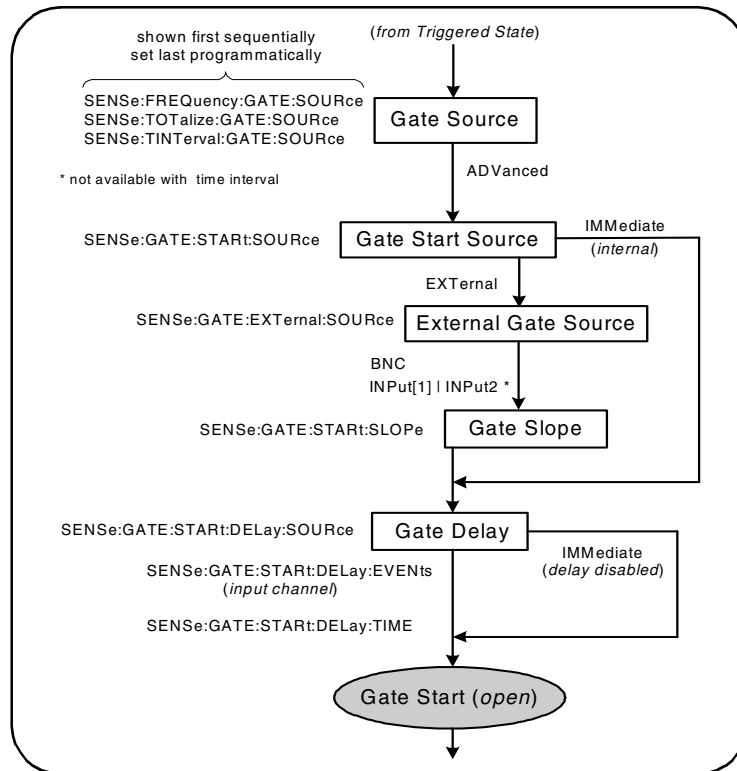 shown first sequentially
set last programmatically
(from Triggered State)
SENSe:FREQuency:GATE:SOURce
SENSe:TOTalize:GATE:SOURce
SENSe:TINTerval:GATE:SOURce
Gate Source
* not available with time interval
ADVanced
SENSe:GATE:STARt:SOURce
Gate Start Source
IMMediate
(internal)
EXTernal
SENSe:GATE:EXTernal:SOURce
External Gate Source
BNC
INPut[1] | INPut2 *
SENSe:GATE:STARt:SLOPe
Gate Slope
SENSe:GATE:STARt:DELay:SOURce
Gate Delay
IMMediate
(delay disabled)
SENSe:GATE:STARt:DELay:EVENts
(input channel)
SENSe:GATE:STARt:DELay:TIME
Gate Start (open)